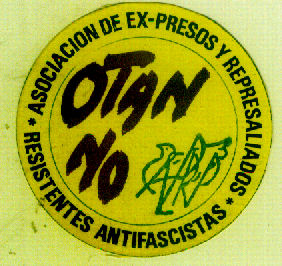 * ASOCIACION DE EX-PRESOS Y REPRESALIADOS *
OTAN
NO
RESISTENTES ANTIFASCISTAS